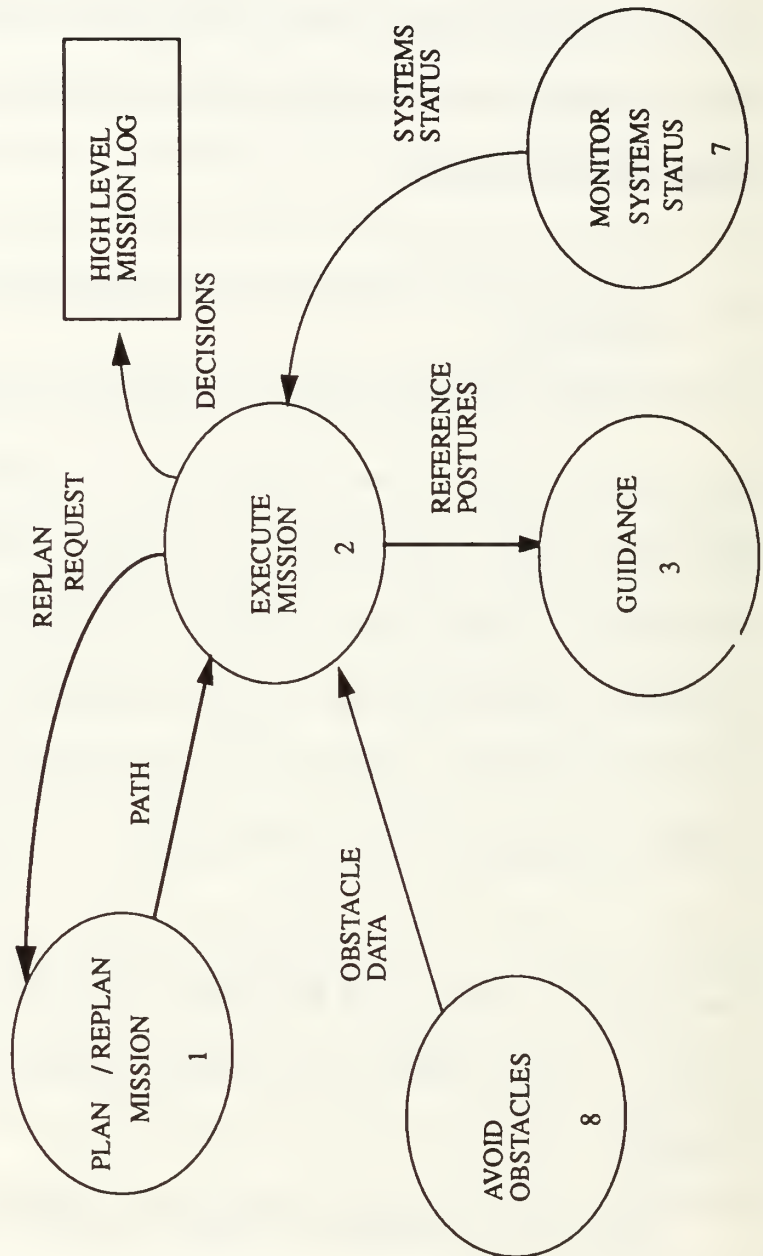 REPLAN
REQUEST
HIGH LEVEL
MISSION LOG
PLAN / REPLAN
MISSION
1
PATH
DECISIONS
EXECUTE
MISSION
2
SYSTEMS
STATUS
OBSTACLE
DATA
REFERENCE
POSTURES
AVOID
OBSTACLES
8
GUIDANCE
3
MONITOR
SYSTEMS
STATUS
7